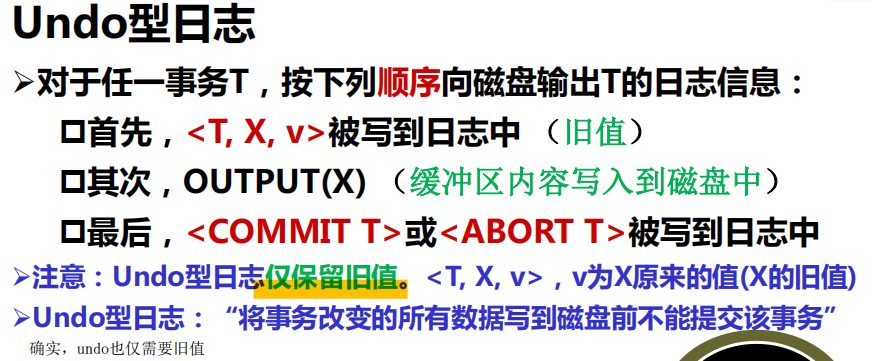 Undo型日志
➢对于任一事务T，按下列顺序向磁盘输出T的日志信息：
❑首先，<T, X, v>被写到日志中 （旧值）
❑其次，OUTPUT(X) （缓冲区内容写入到磁盘中）
❑最后，<COMMIT T>或<ABORT T>被写到日志中
➢注意：Undo型日志仅保留旧值。<T, X, v>，v为X原来的值(X的旧值)
➢Undo型日志：“将事务改变的所有数据写到磁盘前不能提交该事务”
确实，undo也仅需要旧值